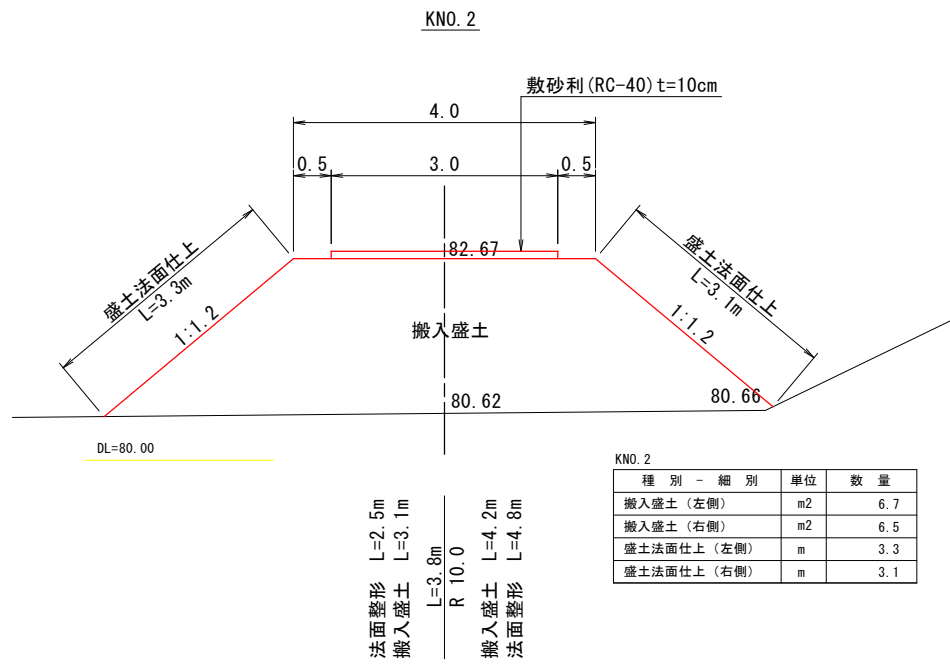 KNO. 2
敷砂利(RC-40)t=10cm
4.0
0.5
3.0
0.5
盛土法面仕上
L=3.3m
1:1.2
82.67
盛土法面仕上
L=3.1m
1:1.2
搬入盛土
80.62
80.66
DL=80.00
法面整形 L=2.5m
搬入盛土 L=3.1m
L=3.8m
R 10.0
搬入盛土 L=4.2m
法面整形 L=4.8m
KNO. 2
種 別 - 細 別 単位 数 量
搬入盛土 (左側) m2 6.7
搬入盛土 (右側) m2 6.5
盛土法面仕上 (左側) m 3.3
盛土法面仕上 (右側) m 3.1